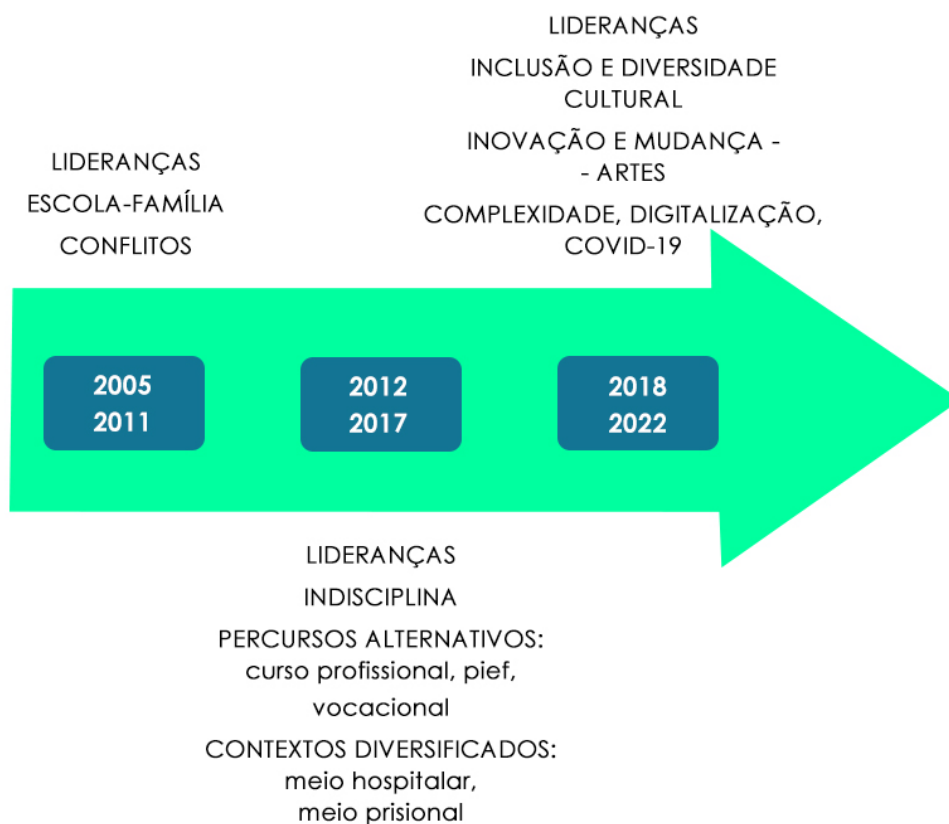 LIDERANÇAS
ESCOLA-FAMÍLIA
CONFLITOS
LIDERANÇAS
INCLUSÃO E DIVERSIDADE
CULTURAL
INOVAÇÃO E MUDANÇA -
- ARTES
COMPLEXIDADE, DIGITALIZAÇÃO,
COVID-19
2005
2011
2012
2017
2018
2022
LIDERANÇAS
INDISCIPLINA
PERCURSOS ALTERNATIVOS:
curso profissional, pief,
vocacional
CONTEXTOS DIVERSIFICADOS:
meio hospitalar,
meio prisional